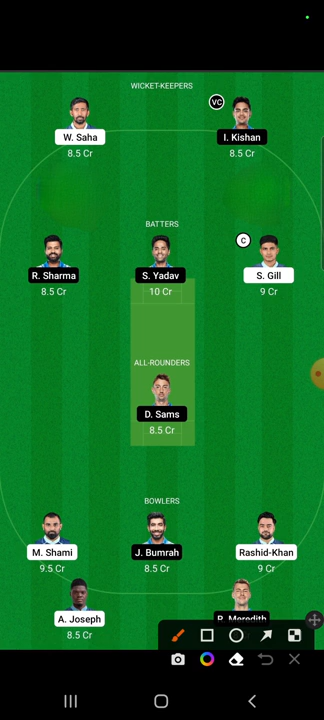 WICKET-KEEPERS
VC
W. Saha
I. Kishan
8.5 Cr
8.5 Cr
BATTERS
C
R. Sharma
S. Yadav
S. Gill
8.5 Cr
10 Cr
9 Cr
ALL-ROUNDERS
D. Sams
8.5 Cr
BOWLERS
M. Shami
J. Bumrah
Rashid-Khan
9.5 Cr
8.5 Cr
9 Cr
A. Joseph
R. Meredith
8.5 Cr